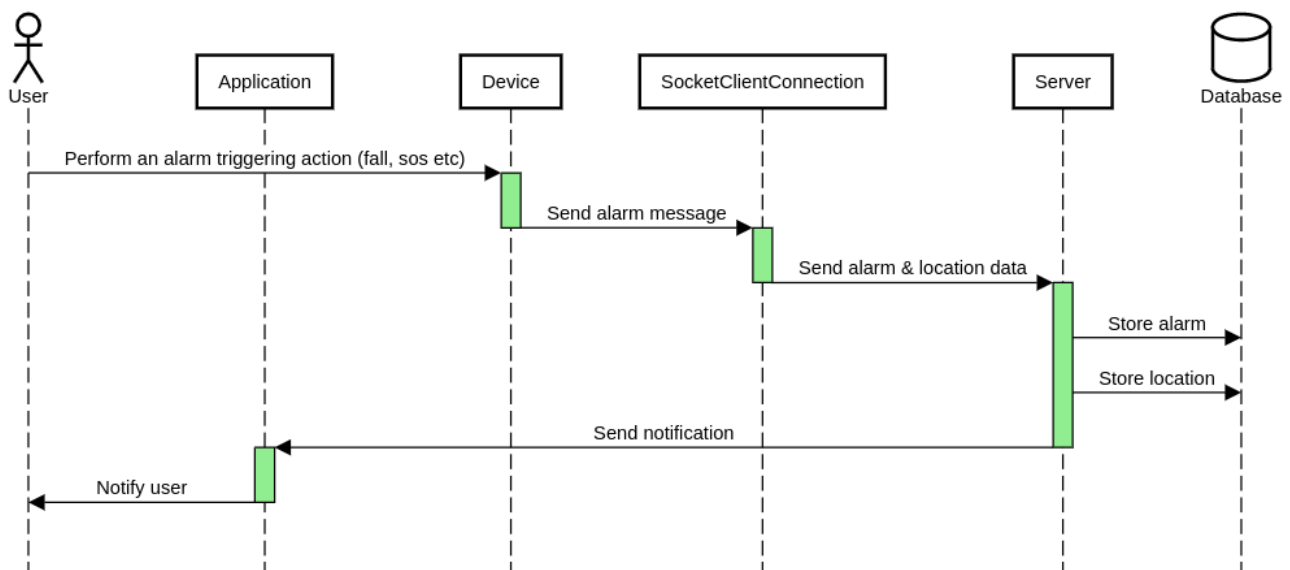 User
Application
Device
SocketClientConnection
Server
Database
Perform an alarm triggering action (fall, sos etc)
Send alarm message
Send alarm & location data
Store alarm
Store location
Send notification
Notify user